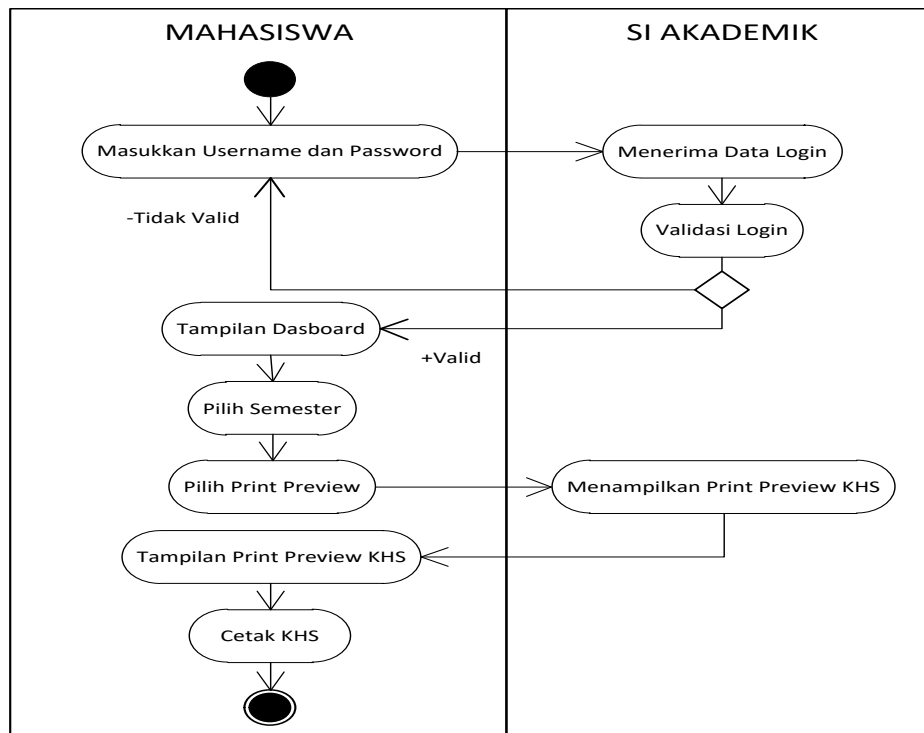 MAHASISWA
SI AKADEMIK
Masukkan Username dan Password
Menerima Data Login
-Tidak Valid
Validasi Login
Tampilan Dasboard
+Valid
Pilih Semester
Pilih Print Preview
Menampilkan Print Preview KHS
Tampilan Print Preview KHS
Cetak KHS